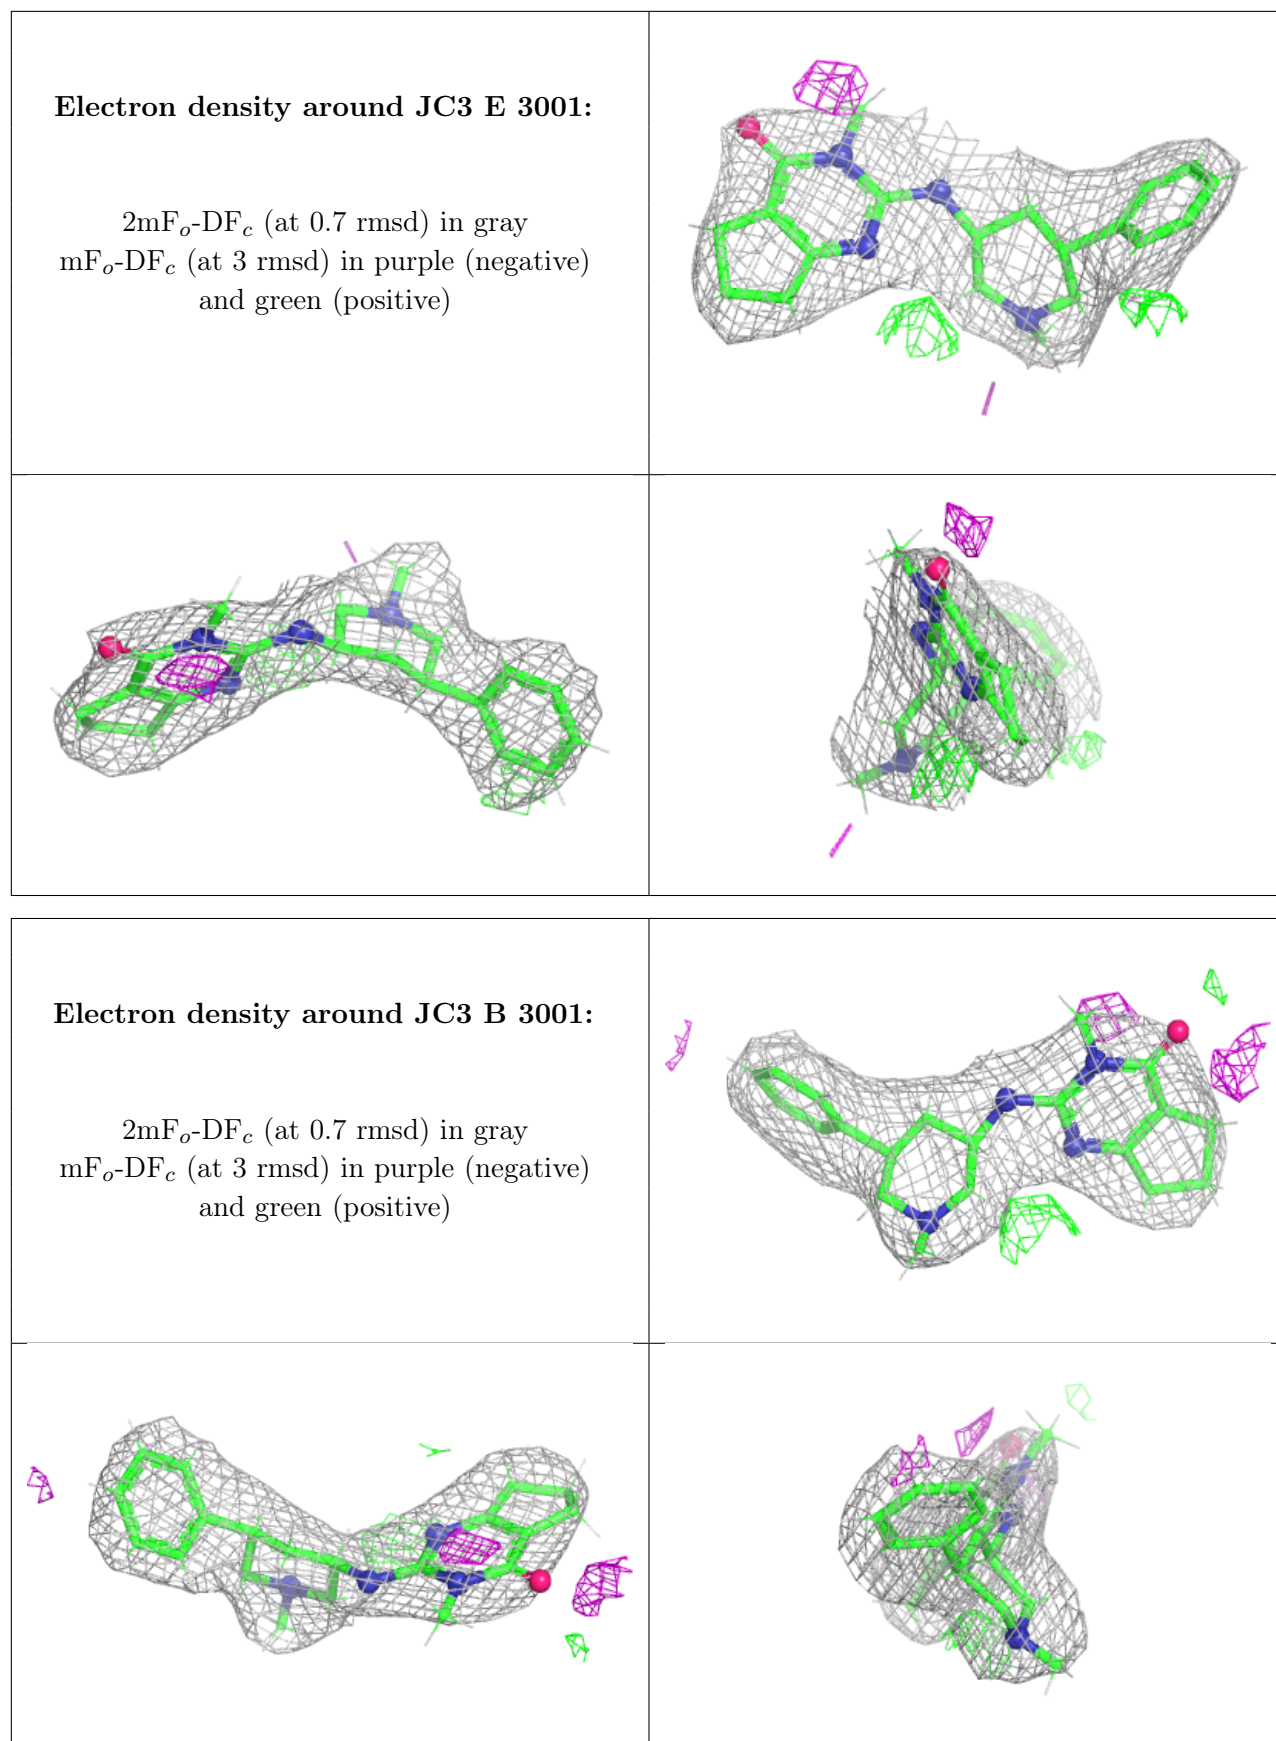 Electron density around JC3 E 3001:
2mFo-DFc (at 0.7 rmsd) in gray
mFo-DFc (at 3 rmsd) in purple (negative)
and green (positive)
Electron density around JC3 B 3001:
2mFo-DFc (at 0.7 rmsd) in gray
mFo-DFc (at 3 rmsd) in purple (negative)
and green (positive)